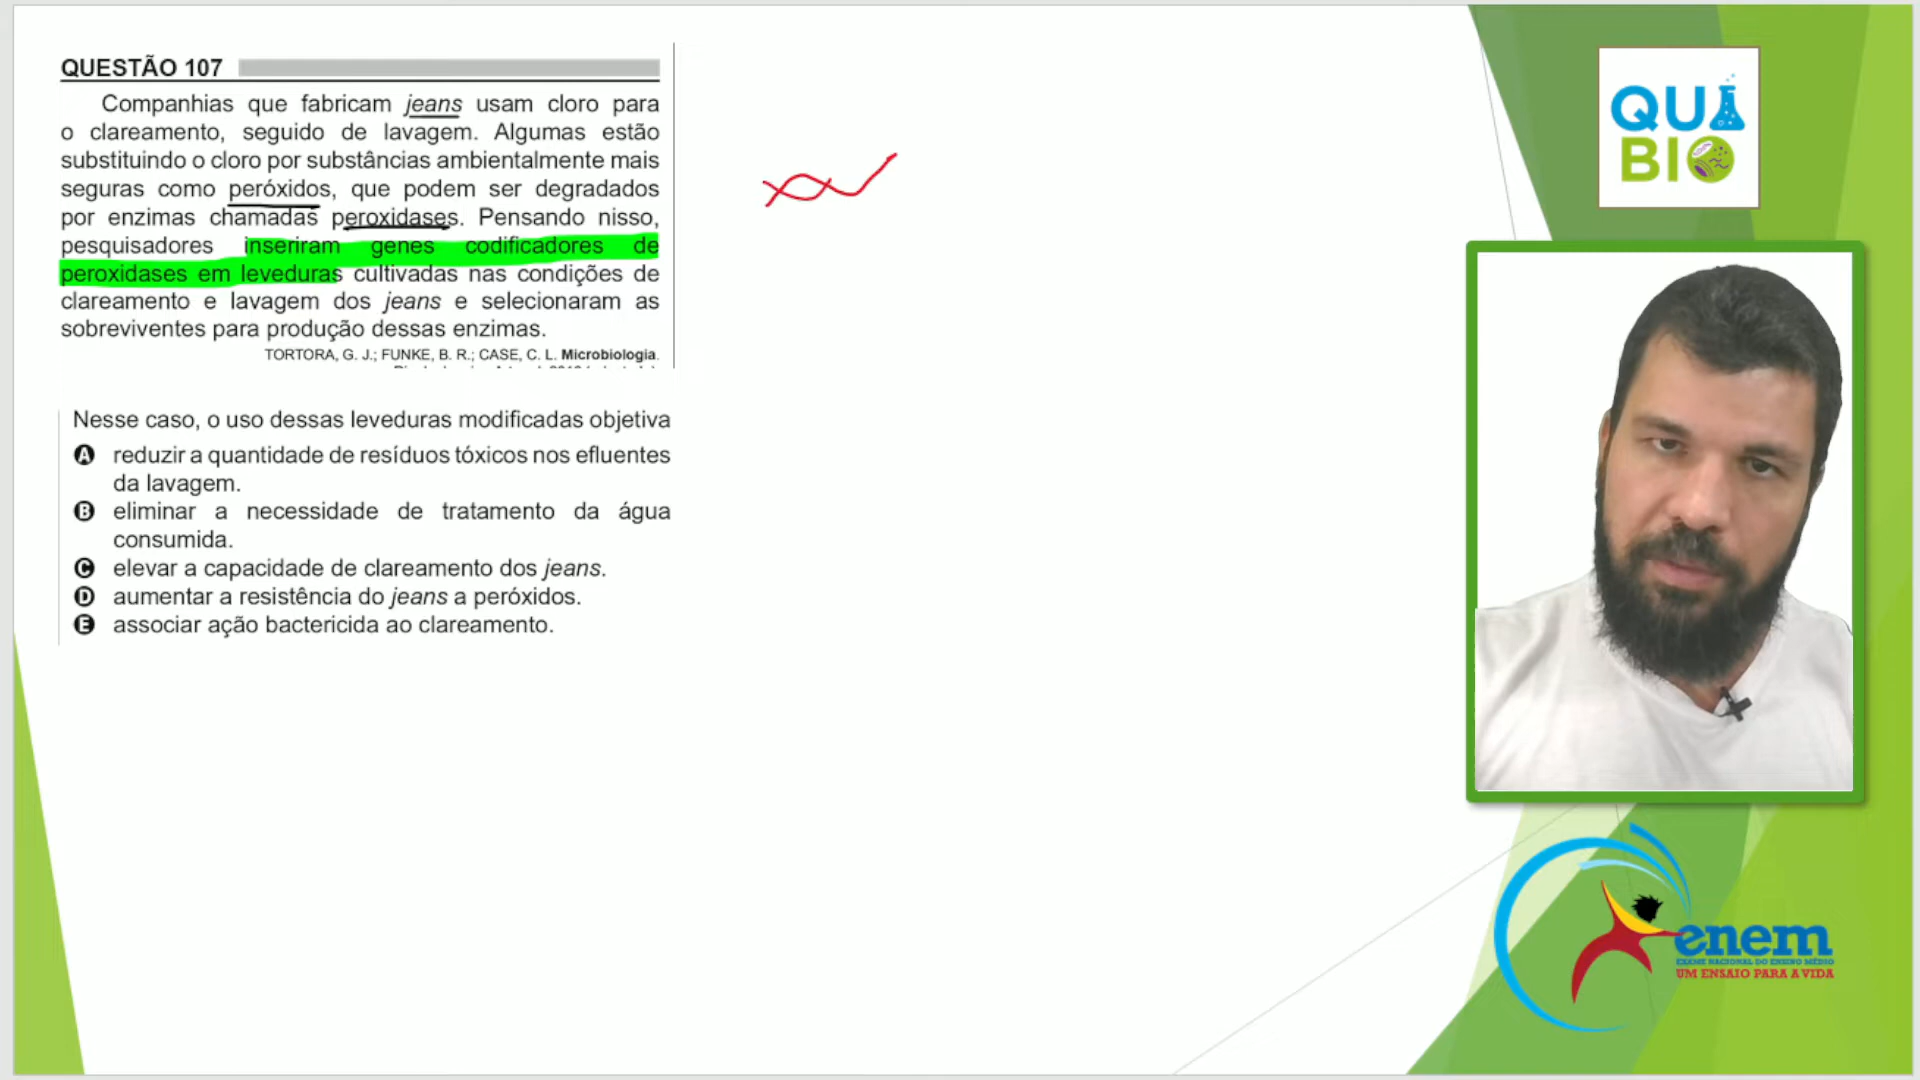 QUESTÃO 107
Companhias que fabricam jeans usam cloro para
o clareamento, seguido de lavagem. Algumas estão
substituindo o cloro por substâncias ambientalmente mais
seguras como peróxidos, que podem ser degradados
por enzimas chamadas peroxidases. Pensando nisso,
pesquisadores inseriram genes codificadores de
peroxidases em leveduras cultivadas nas condições de
clareamento e lavagem dos jeans e selecionaram as
sobreviventes para produção dessas enzimas.
TORTORA, G. J.; FUNKE, B. R.; CASE, C. L. Microbiologia.
Nesse caso, o uso dessas leveduras modificadas objetiva
A reduzir a quantidade de resíduos tóxicos nos efluentes
da lavagem.
B eliminar a necessidade de tratamento da água
consumida.
C elevar a capacidade de clareamento dos jeans.
D aumentar a resistência do jeans a peróxidos.
E associar ação bactericida ao clareamento.
QUI
BIO
enem
EXAME NACIONAL DO ENSINO MÉDIO
UM ENSAIO PARA A VIDA